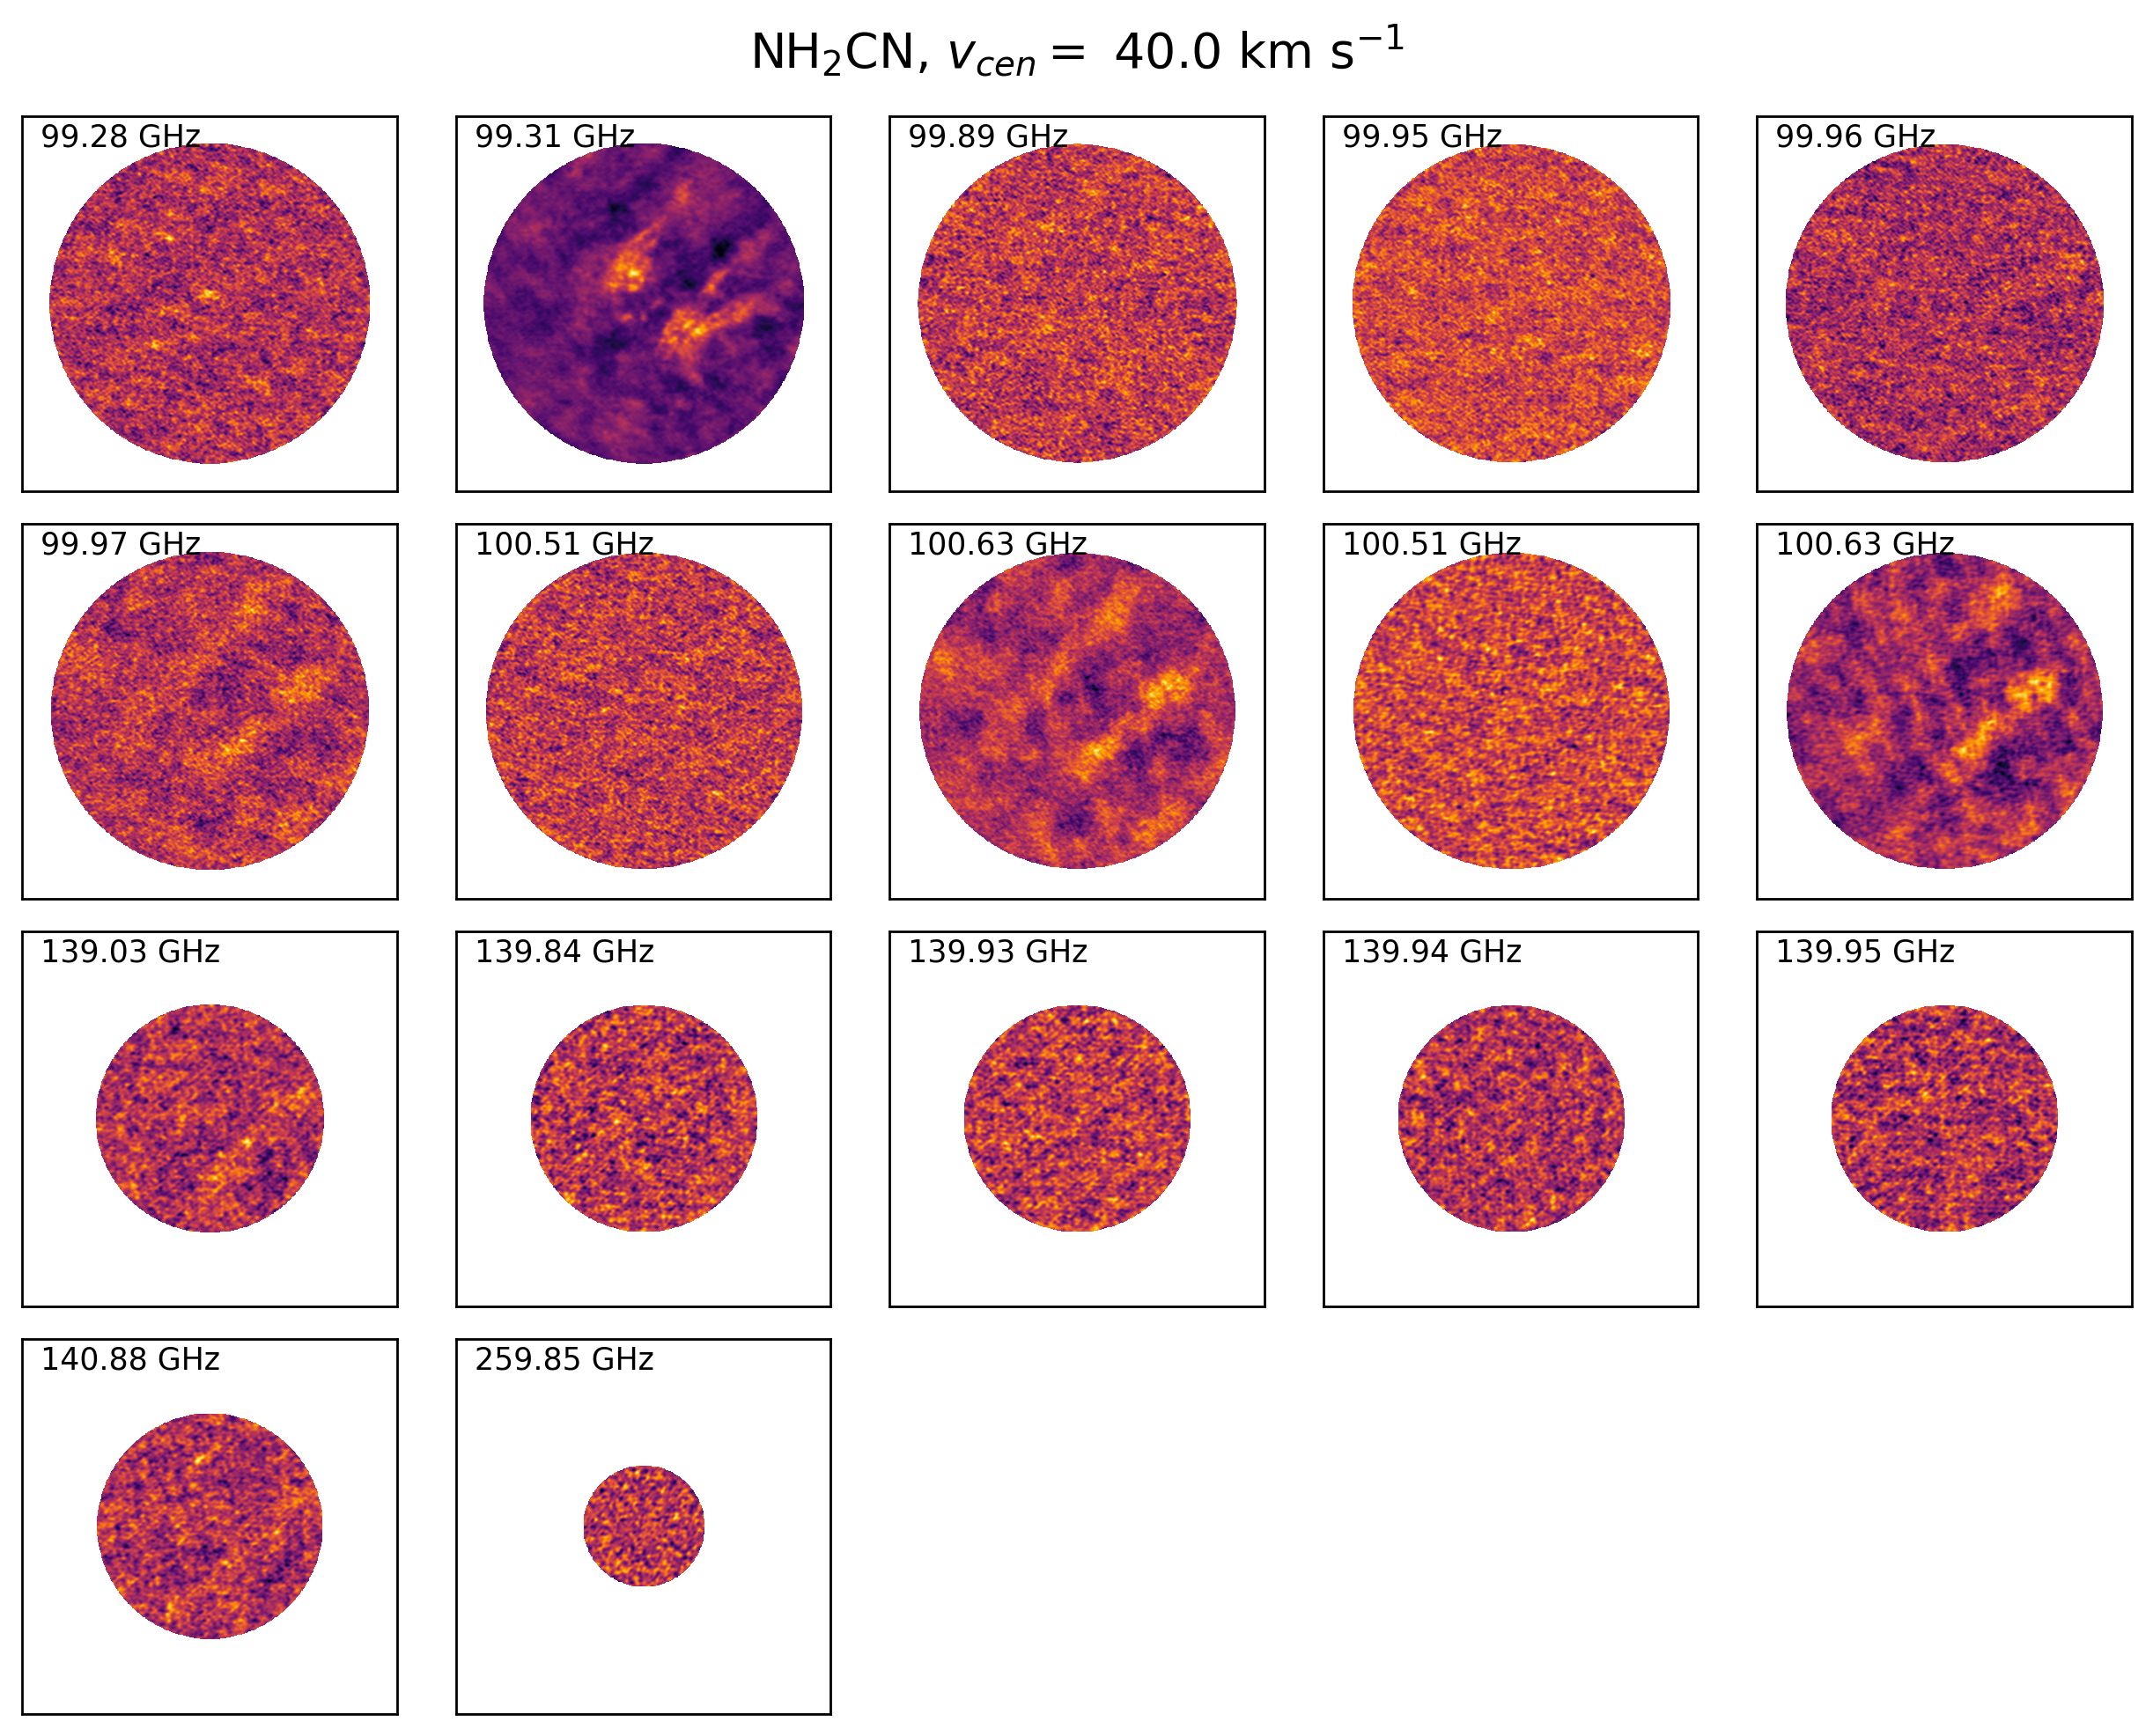 NH₂CN, v_cen = 40.0 km s⁻¹
99.28 GHz
99.31 GHz
99.89 GHz
99.95 GHz
99.96 GHz
99.97 GHz
100.51 GHz
100.63 GHz
100.51 GHz
100.63 GHz
139.03 GHz
139.84 GHz
139.93 GHz
139.94 GHz
139.95 GHz
140.88 GHz
259.85 GHz